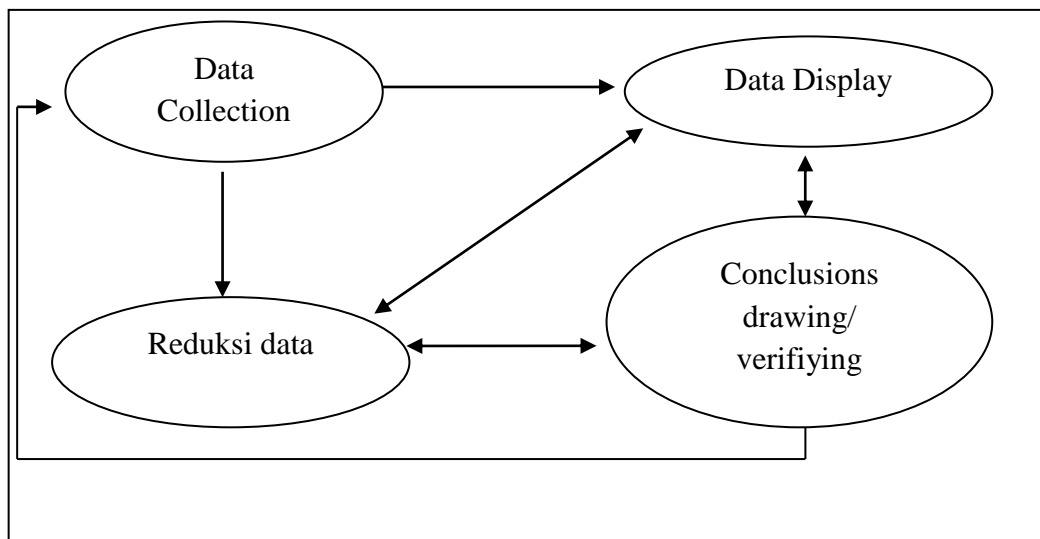 Data
Collection
Data Display
Reduksi data
Conclusions
drawing/
verifiying